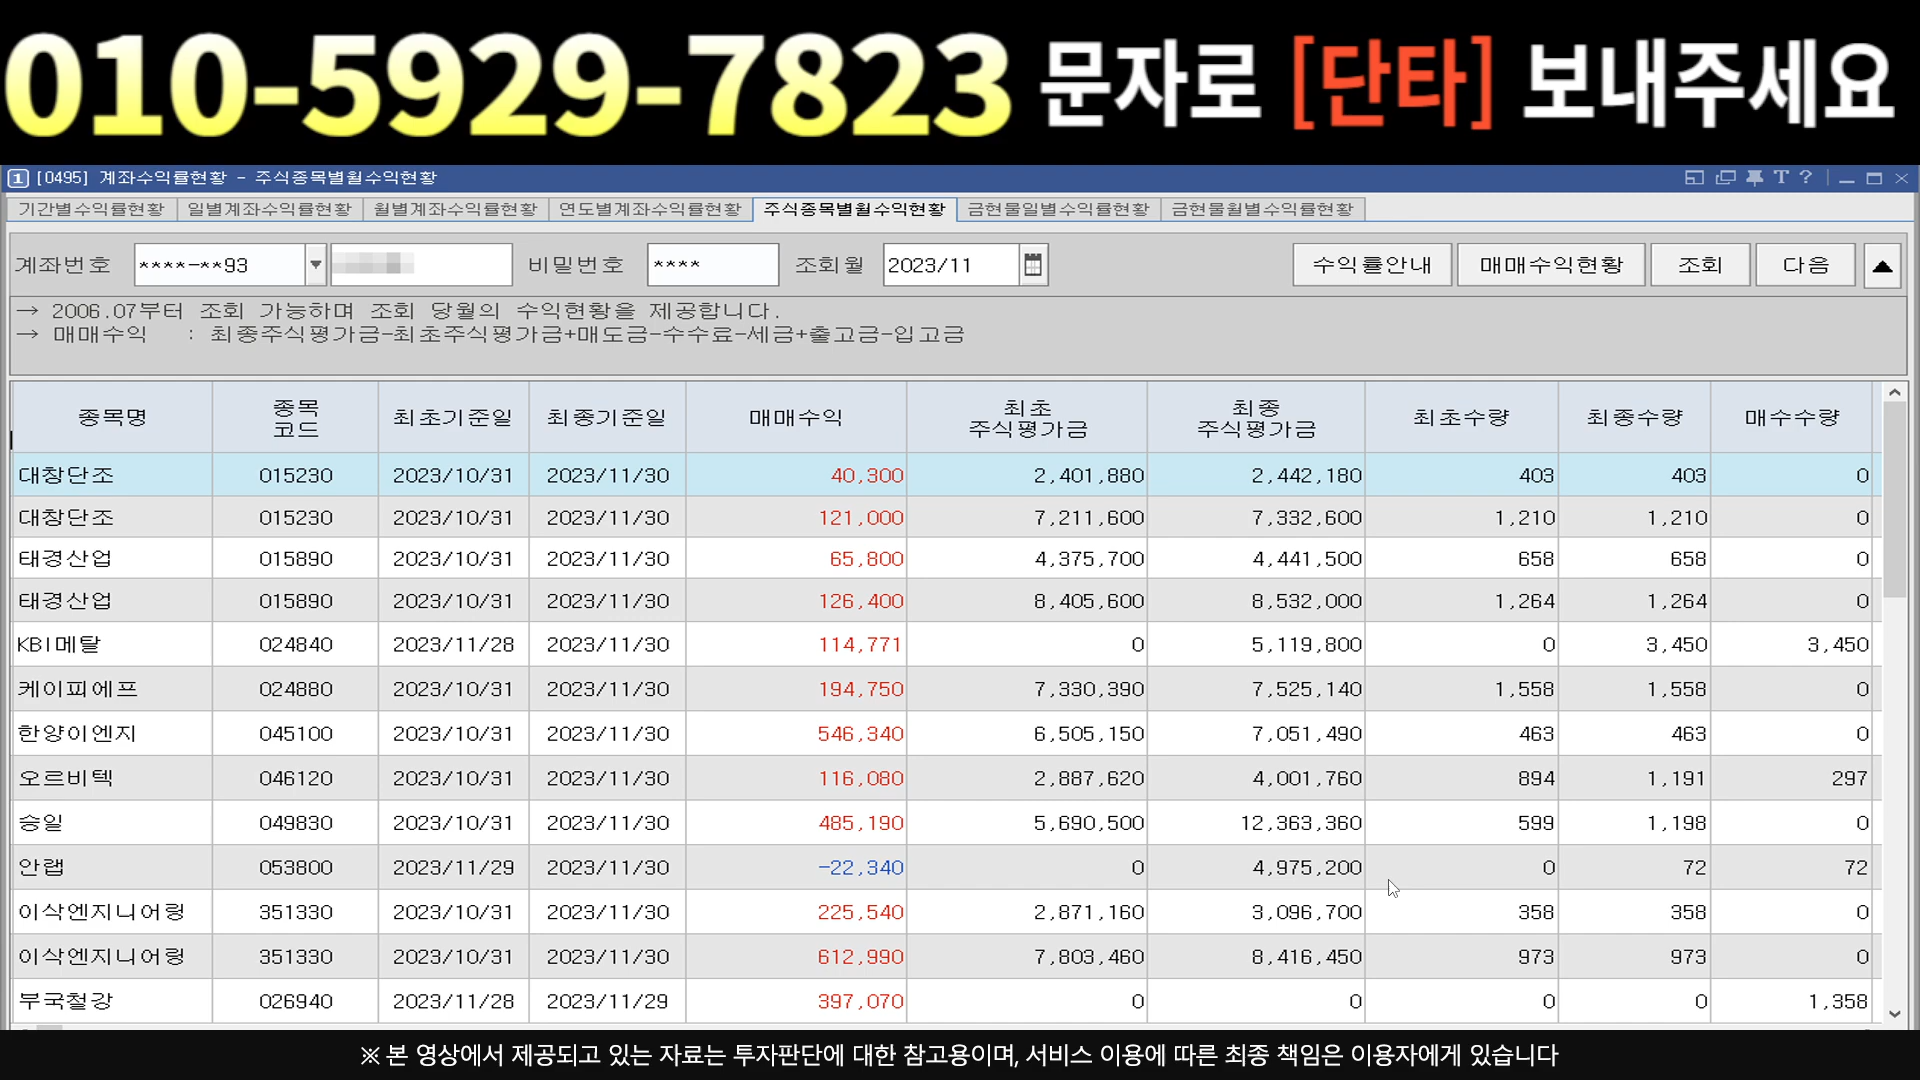 010-5929-7823 문자로 [단타] 보내주세요
1 [0495] 계좌수익률현황 - 주식종목별월수익현황
기간별수익률현황 일별계좌수익률현황 월별계좌수익률현황 연도별계좌수익률현황 주식종목별월수익현황 금현물일별수익률현황 금현물월별수익률현황
계좌번호 ****-**93 비밀번호 **** 조회월 2023/11 수익률안내 매매수익현황 조회 다음
→ 2006.07부터 조회 가능하며 조회 당월의 수익현황을 제공합니다.
→ 매매수익 : 최종주식평가금-최초주식평가금+매도금-수수료-세금+출고금-입고금
종목명 종목코드 최초기준일 최종기준일 매매수익 최초주식평가금 최종주식평가금 최초수량 최종수량 매수수량
대창단조 015230 2023/10/31 2023/11/30 40,300 2,401,880 2,442,180 403 403 0
대창단조 015230 2023/10/31 2023/11/30 121,000 7,211,600 7,332,600 1,210 1,210 0
태경산업 015890 2023/10/31 2023/11/30 65,800 4,375,700 4,441,500 658 658 0
태경산업 015890 2023/10/31 2023/11/30 126,400 8,405,600 8,532,000 1,264 1,264 0
KBI메탈 024840 2023/11/28 2023/11/30 114,771 0 5,119,800 0 3,450 3,450
케이피에프 024880 2023/10/31 2023/11/30 194,750 7,330,390 7,525,140 1,558 1,558 0
한양이엔지 045100 2023/10/31 2023/11/30 546,340 6,505,150 7,051,490 463 463 0
오르비텍 046120 2023/10/31 2023/11/30 116,080 2,887,620 4,001,760 894 1,191 297
승일 049830 2023/10/31 2023/11/30 485,190 5,690,500 12,363,360 599 1,198 0
안랩 053800 2023/11/29 2023/11/30 -22,340 0 4,975,200 0 72 72
이삭엔지니어링 351330 2023/10/31 2023/11/30 225,540 2,871,160 3,096,700 358 358 0
이삭엔지니어링 351330 2023/10/31 2023/11/30 612,990 7,803,460 8,416,450 973 973 0
부국철강 026940 2023/11/28 2023/11/29 397,070 0 0 0 0 1,358
※ 본 영상에서 제공되고 있는 자료는 투자판단에 대한 참고용이며, 서비스 이용에 따른 최종 책임은 이용자에게 있습니다